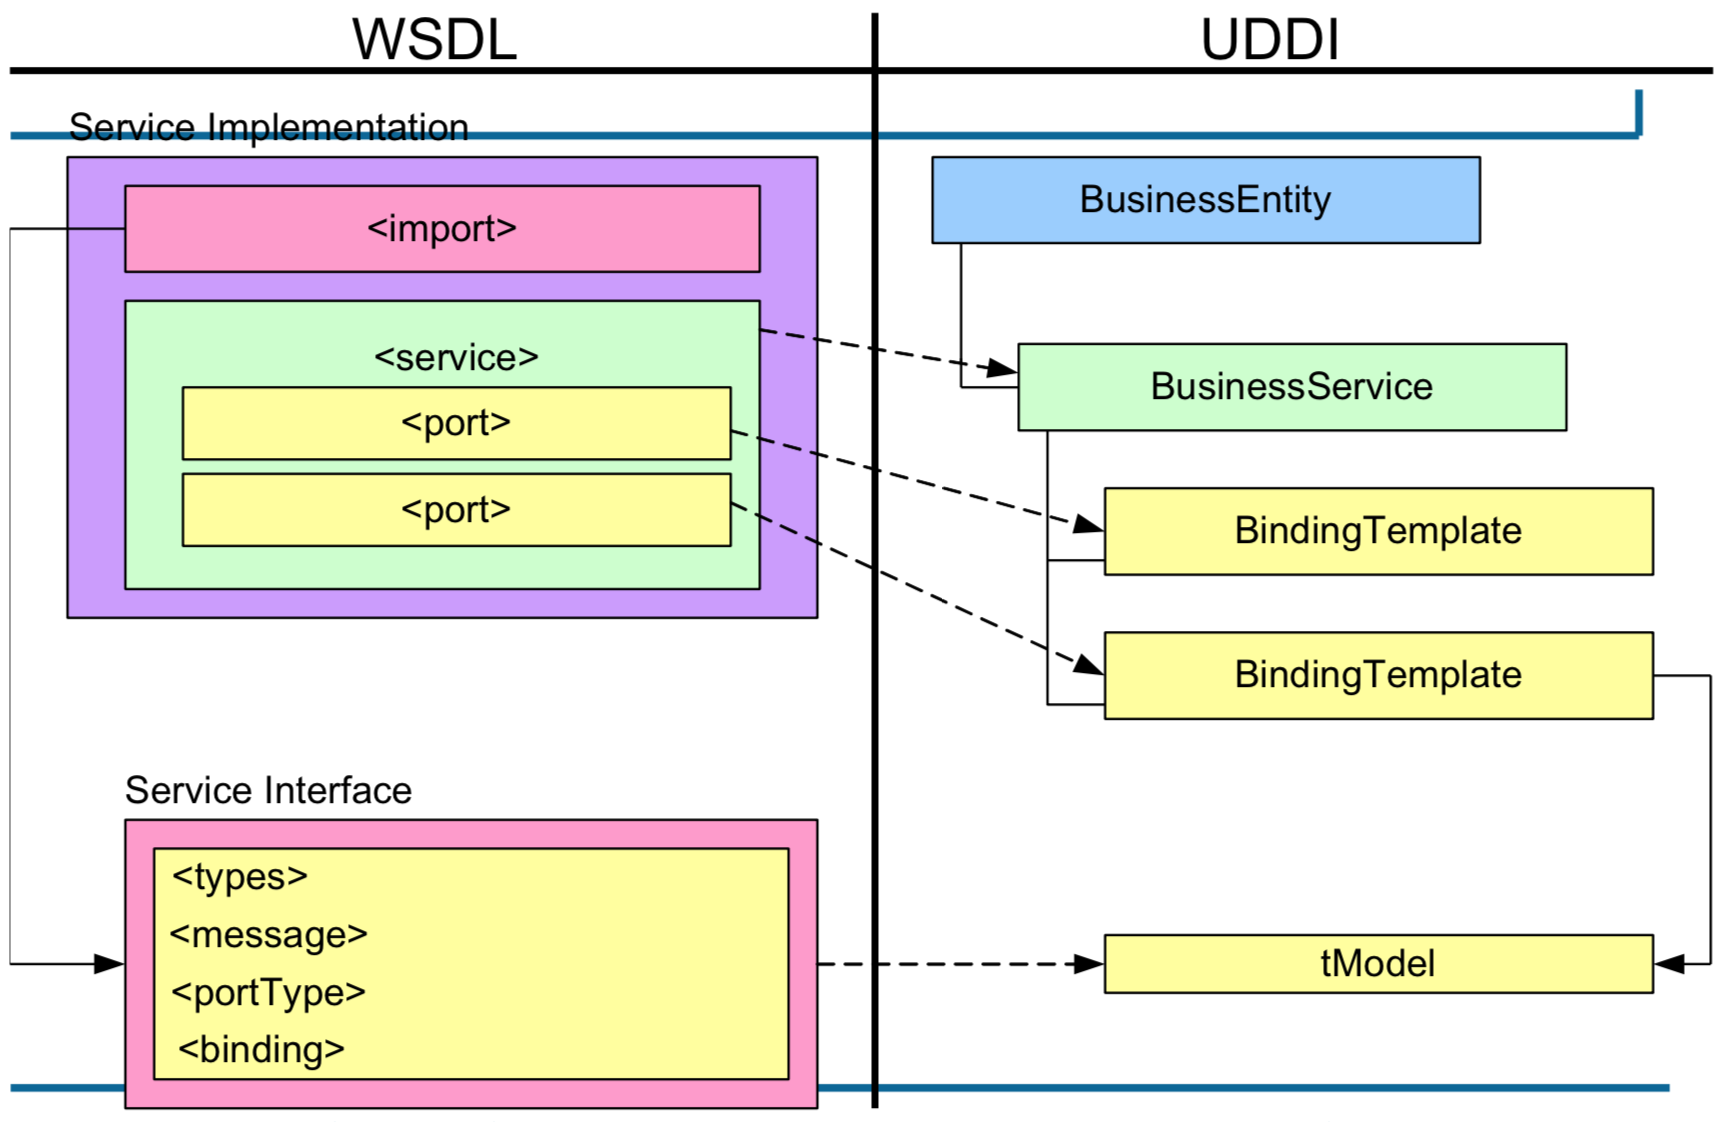 WSDL
UDDI
Service Implementation
<import>
<service>
<port>
<port>
Service Interface
<types>
<message>
<portType>
<binding>
BusinessEntity
BusinessService
BindingTemplate
BindingTemplate
tModel